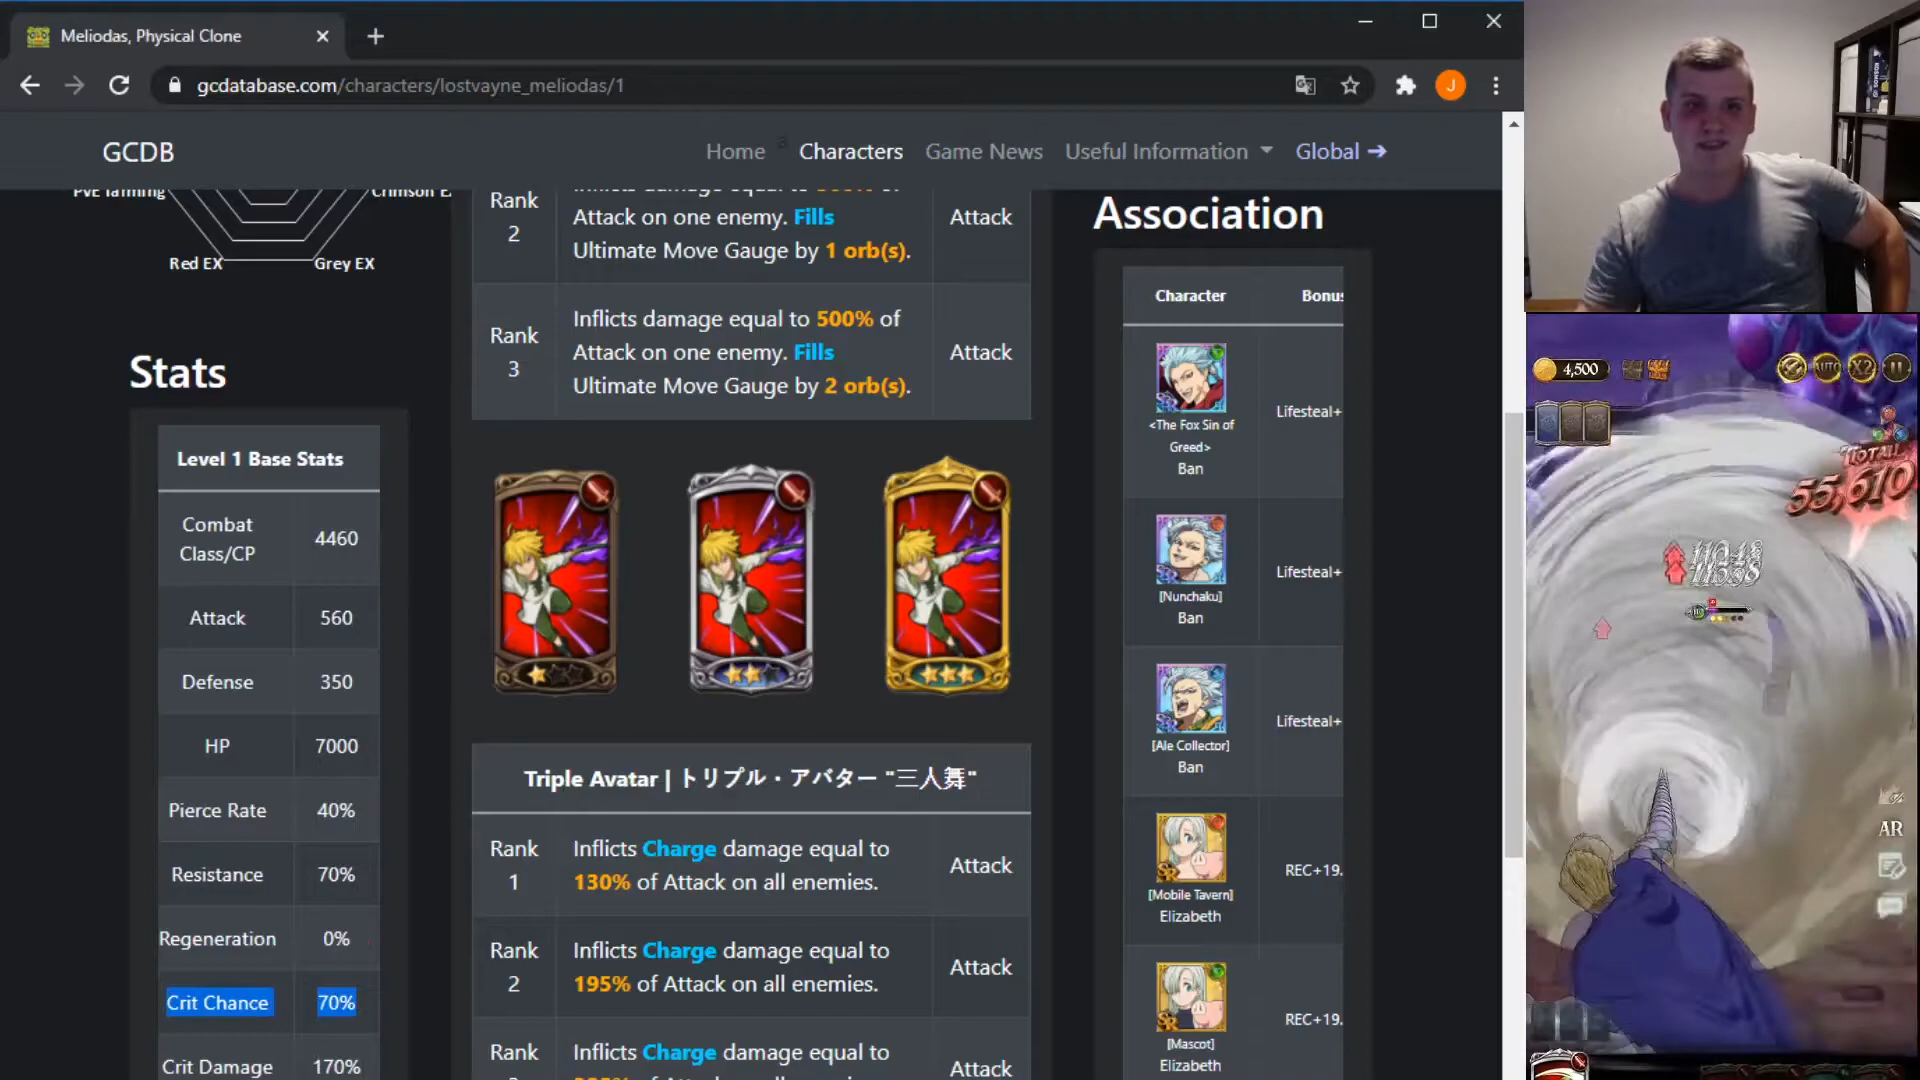 Meliodas, Physical Clone
gcdatabase.com/characters/lostvayne_meliodas/1
J
GCDB
Home
Characters
Game News
Useful Information
Global
Red EX
Grey EX
Stats
Level 1 Base Stats
Combat Class/CP 4460
Attack 560
Defense 350
HP 7000
Pierce Rate 40%
Resistance 70%
Regeneration 0%
Crit Chance 70%
Crit Damage 170%
Rank 2
Attack on one enemy. Fills
Ultimate Move Gauge by 1 orb(s).
Attack
Rank 3
Inflicts damage equal to 500% of
Attack on one enemy. Fills
Ultimate Move Gauge by 2 orb(s).
Attack
Triple Avatar | トリプル・アバター "三人舞"
Rank 1
Inflicts Charge damage equal to
130% of Attack on all enemies.
Attack
Rank 2
Inflicts Charge damage equal to
195% of Attack on all enemies.
Attack
Rank
Inflicts Charge damage equal to
Attack
Association
Character
Bonus
<The Fox Sin of
Greed>
Ban
Lifesteal+
[Nunchaku]
Ban
Lifesteal+
[Ale Collector]
Ban
Lifesteal+
[Mobile Tavern]
Elizabeth
REC+19.
[Mascot]
Elizabeth
REC+19.
4,500
AUTO
X2
TOTAL
55,610
AR